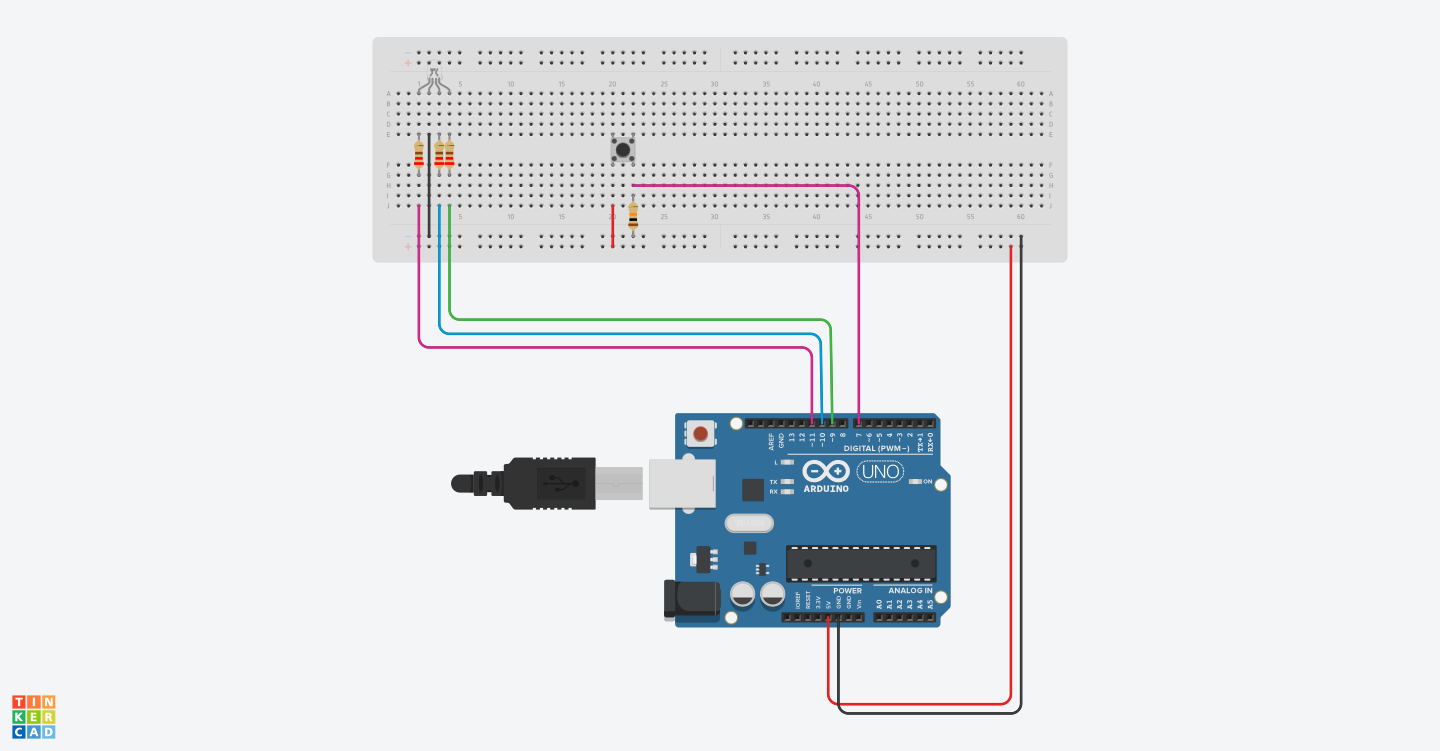 − −
+ +
1 5 10 15 20 25 30 35 40 45 50 55 60
A A
B B
C C
D D
E E
F F
G G
H H
I I
J J
5 10 15 20 25 30 35 40 45 50 55 60
−
+
AREF GND 13 12 ~11 ~10 ~9 8 7 ~6 ~5 4 ~3 2 TX→1 RX←0
DIGITAL (PWM~)
L
TX
RX
ARDUINO
UNO
ON
POWER ANALOG IN
IOREF RESET 3.3V 5V GND GND Vin A0 A1 A2 A3 A4 A5
TIN
KER
CAD